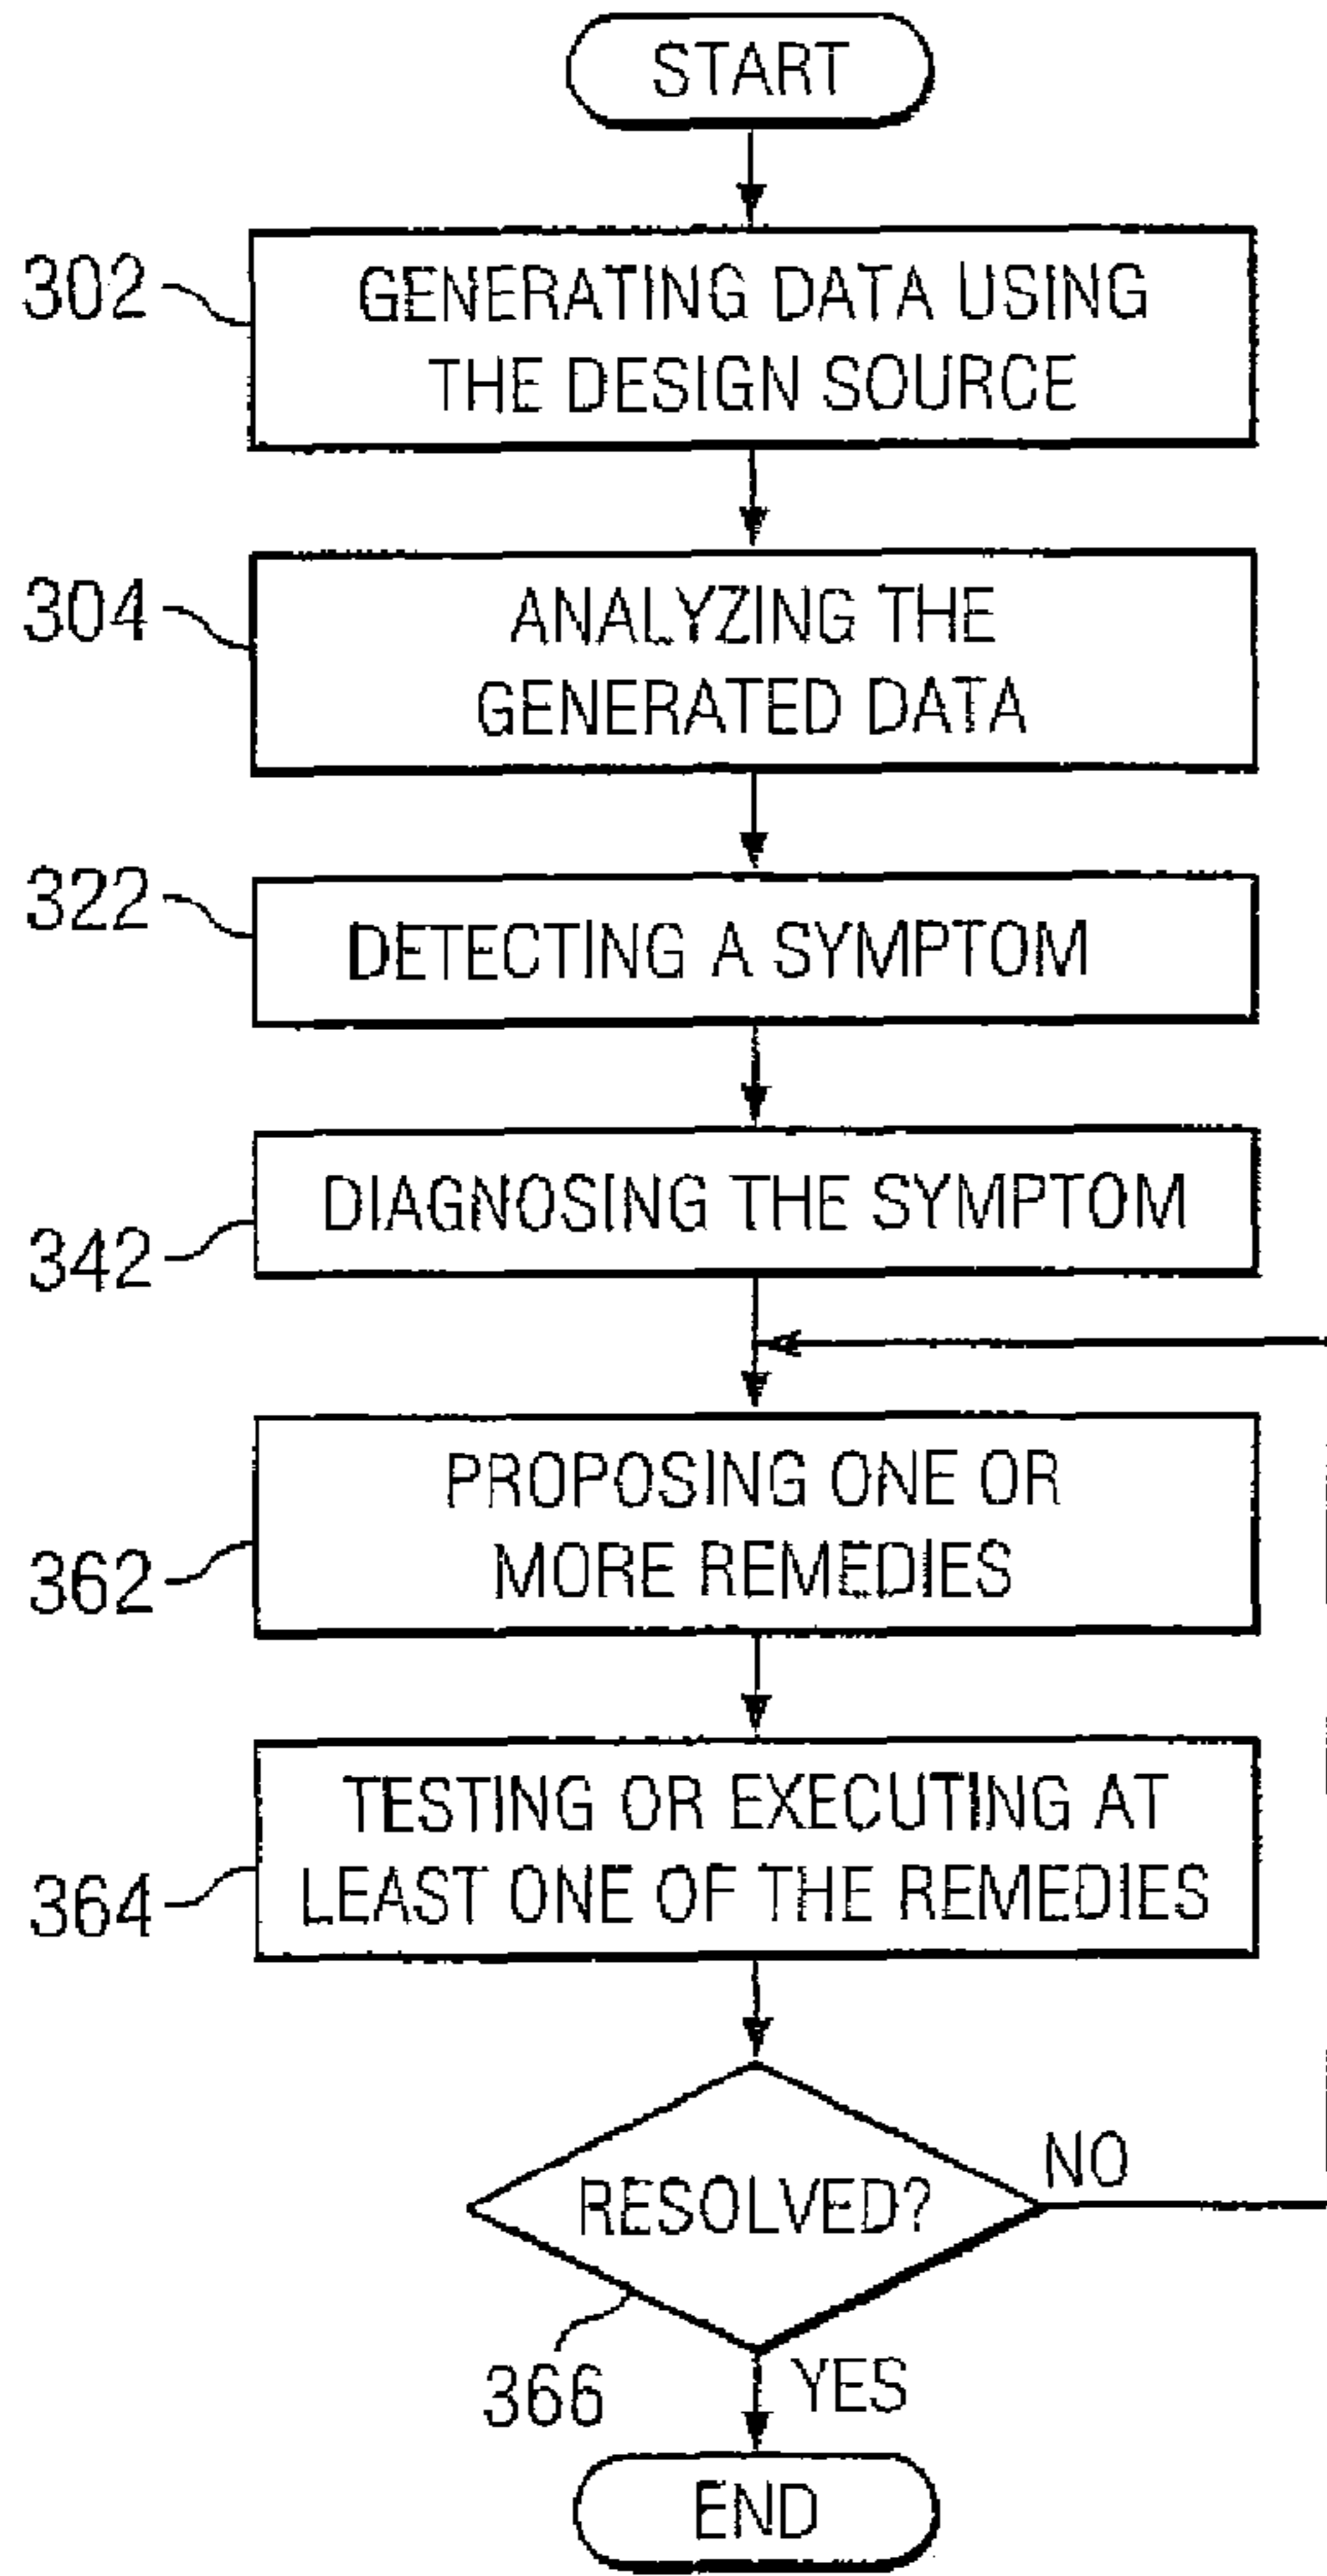 START
302
GENERATING DATA USING
THE DESIGN SOURCE
304
ANALYZING THE
GENERATED DATA
322
DETECTING A SYMPTOM
342
DIAGNOSING THE SYMPTOM
362
PROPOSING ONE OR
MORE REMEDIES
364
TESTING OR EXECUTING AT
LEAST ONE OF THE REMEDIES
RESOLVED?
NO
366
YES
END